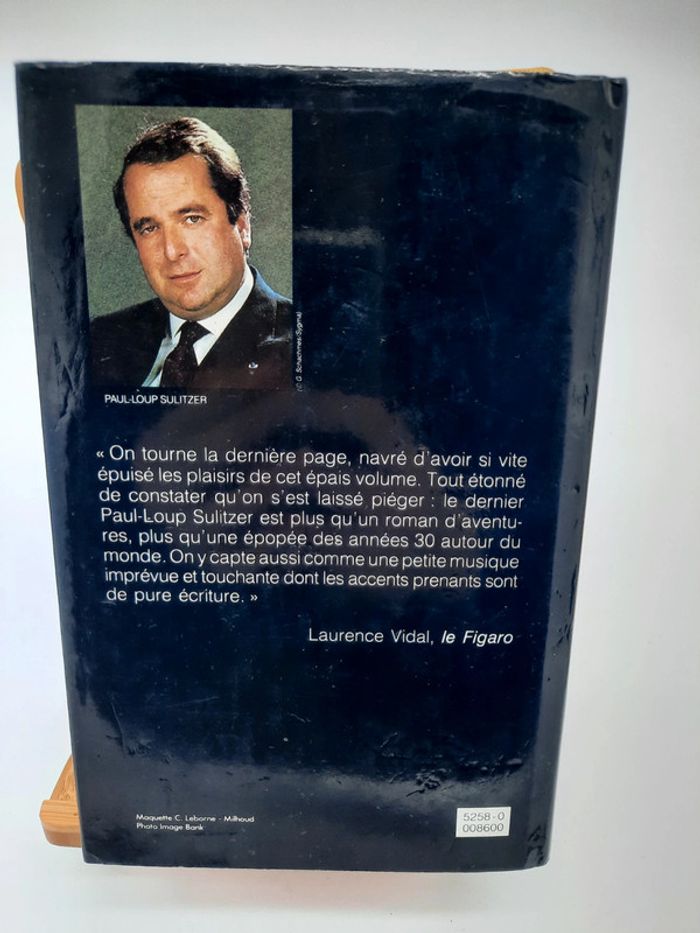 (© G. Schachmes/Sygma)
PAUL-LOUP SULITZER
« On tourne la dernière page, navré d'avoir si vite
épuisé les plaisirs de cet épais volume. Tout étonné
de constater qu'on s'est laissé piéger : le dernier
Paul-Loup Sulitzer est plus qu'un roman d'aventu-
res, plus qu'une épopée des années 30 autour du
monde. On y capte aussi comme une petite musique
imprévue et touchante dont les accents prenants sont
de pure écriture. »
Laurence Vidal, le Figaro
Maquette C. Leborne - Milhoud
Photo Image Bank
5258-0
008600